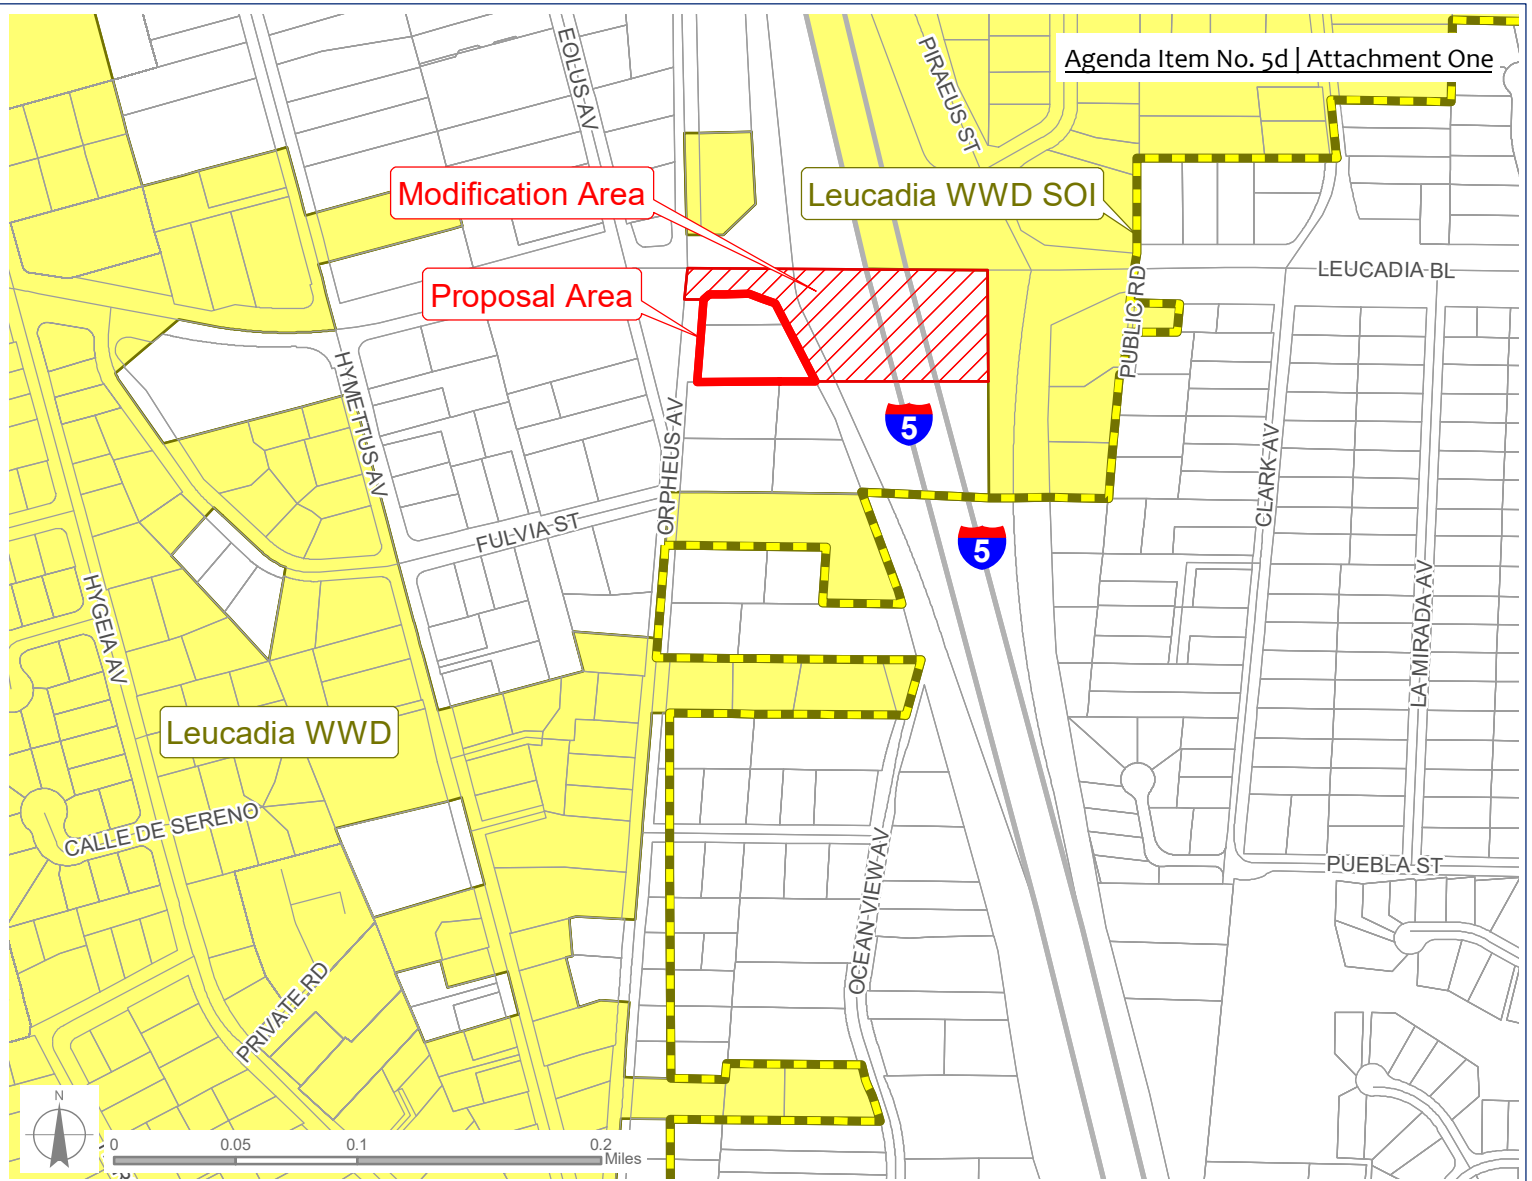 Agenda Item No. 5d | Attachment One
EOLUS AV
PIRAEUS ST
Modification Area
Leucadia WWD SOI
Proposal Area
LEUCADIA BL
PUBLIC RD
HYMETTUS AV
ORPHEUS AV
5
CLARK AV
FULVIA ST
5
HYGEIA AV
LA MIRADA AV
Leucadia WWD
CALLE DE SERENO
PUEBLA ST
OCEAN VIEW AV
PRIVATE RD
N
0 0.05 0.1 0.2
Miles